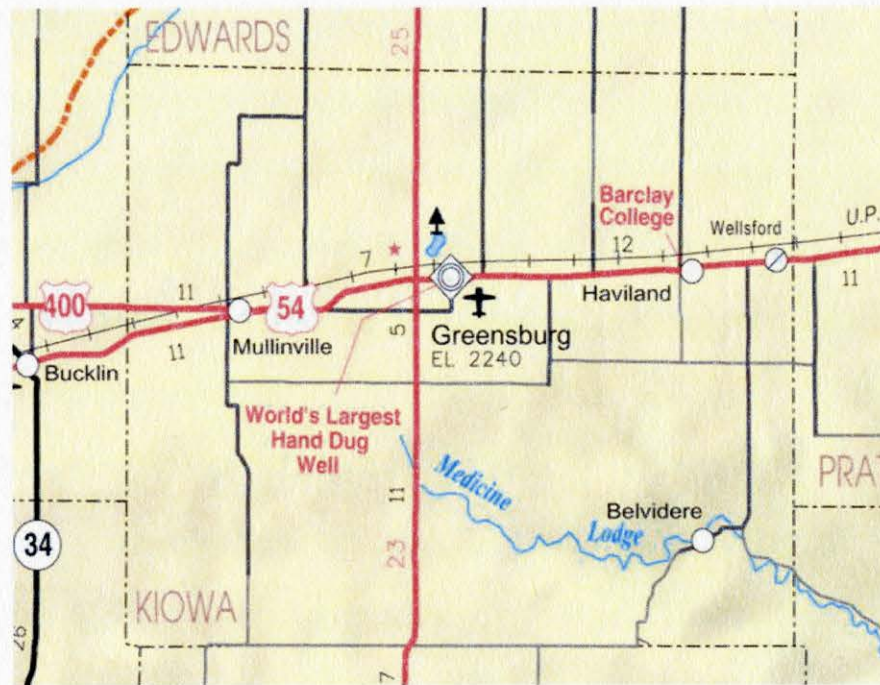 EDWARDS
25
Barclay
College
Wellsford
U.P.
7
12
11
400
54
Haviland
11
Mullinville
5
Greensburg
EL 2240
11
Bucklin
4
World's Largest
Hand Dug
Well
PRAT
Medicine
Lodge
11
Belvidere
34
23
KIOWA
26
7